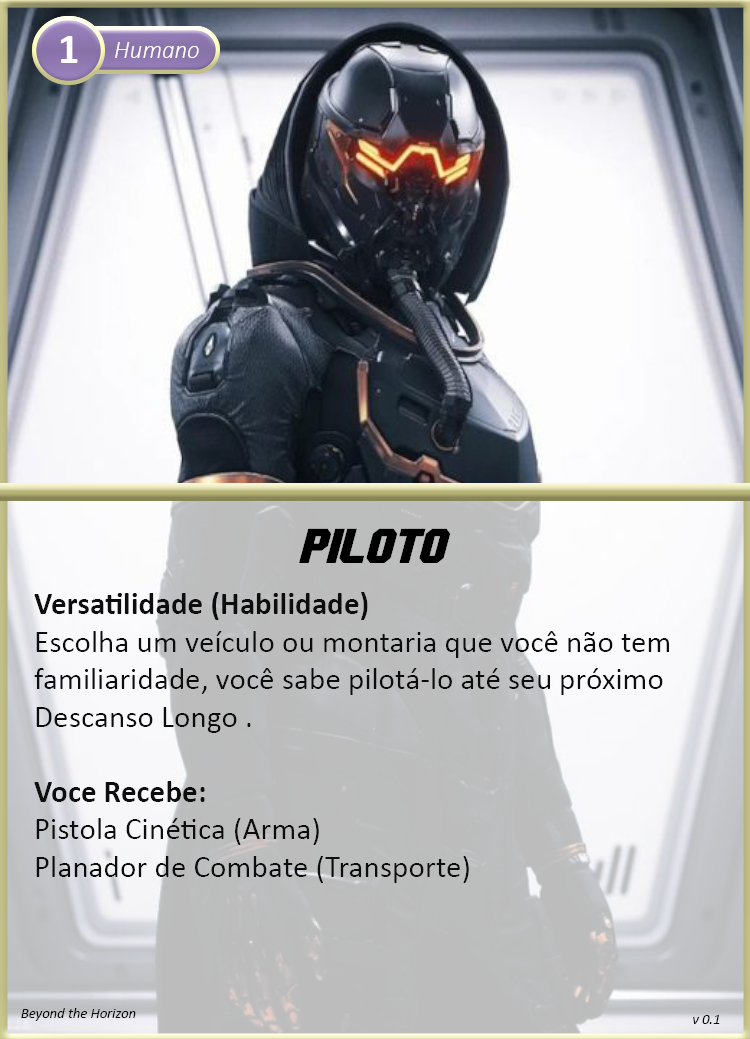 1 Humano
PILOTO
Versatilidade (Habilidade)
Escolha um veículo ou montaria que você não tem
familiaridade, você sabe pilotá-lo até seu próximo
Descanso Longo .
Voce Recebe:
Pistola Cinética (Arma)
Planador de Combate (Transporte)
Beyond the Horizon
v 0.1